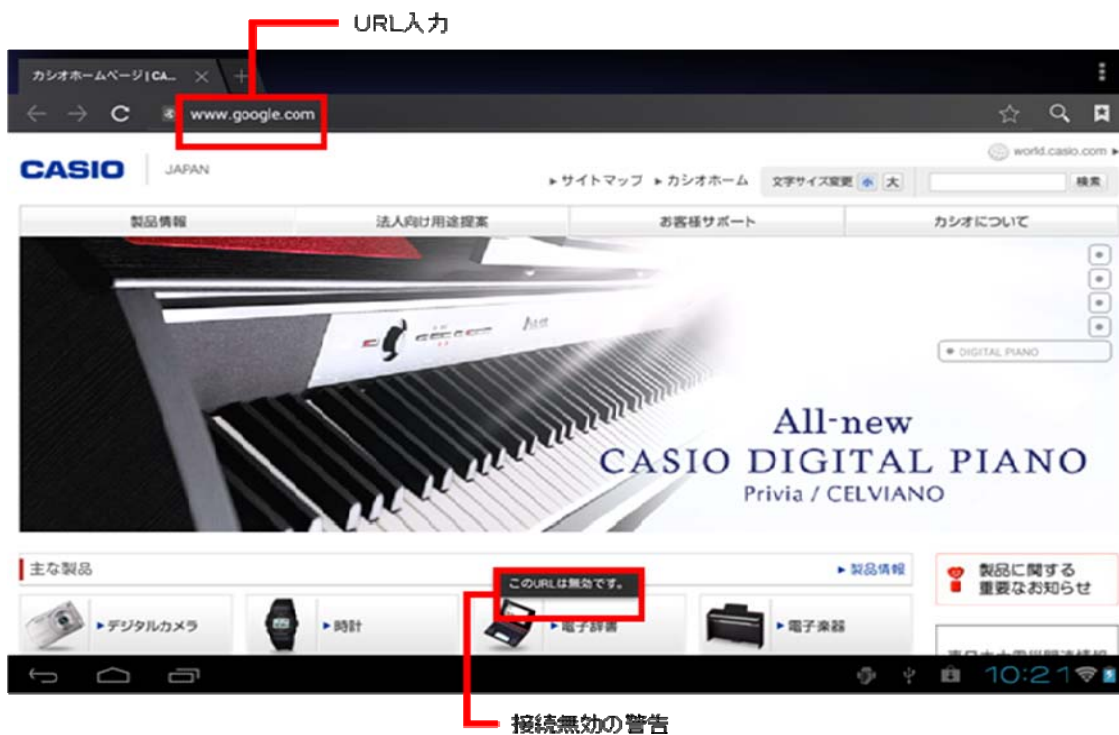 URL入力
カシオホームページ | CA...
www.google.com
world.casio.com
CASIO JAPAN
サイトマップ カシオホーム 文字サイズ変更 小 大 検索
製品情報 法人向け用途提案 お客様サポート カシオについて
DIGITAL PIANO
All-new
CASIO DIGITAL PIANO
Privia / CELVIANO
主な製品 製品情報
このURLは無効です。
製品に関する
重要なお知らせ
デジタルカメラ 時計 電子辞書 電子楽器
10:21
接続無効の警告